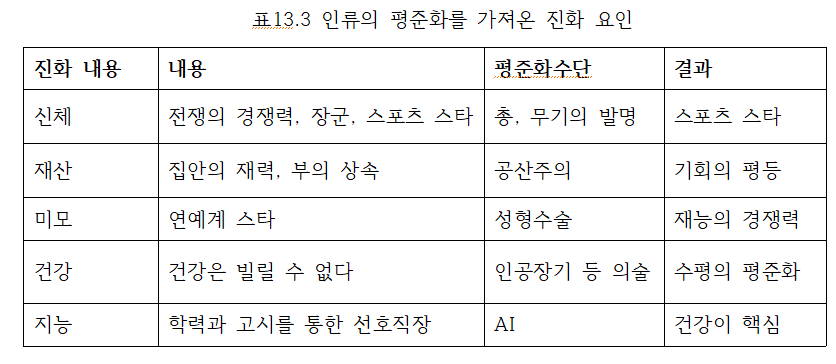 표13.3 인류의 평준화를 가져온 진화 요인
진화 내용 내용 평준화수단 결과
신체 전쟁의 경쟁력, 장군, 스포츠 스타 총, 무기의 발명 스포츠 스타
재산 집안의 재력, 부의 상속 공산주의 기회의 평등
미모 연예계 스타 성형수술 재능의 경쟁력
건강 건강은 빌릴 수 없다 인공장기 등 의술 수평의 평준화
지능 학력과 고시를 통한 선호직장 AI 건강이 핵심